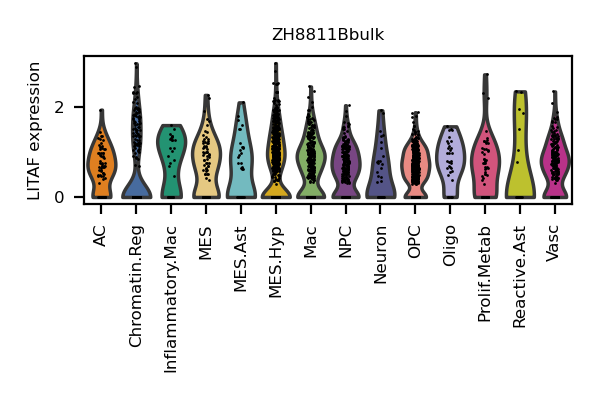 ZH8811Bbulk
LITAF expression
2
0
AC
Chromatin.Reg
Inflammatory.Mac
MES
MES.Ast
MES.Hyp
Mac
NPC
Neuron
OPC
Oligo
Prolif.Metab
Reactive.Ast
Vasc